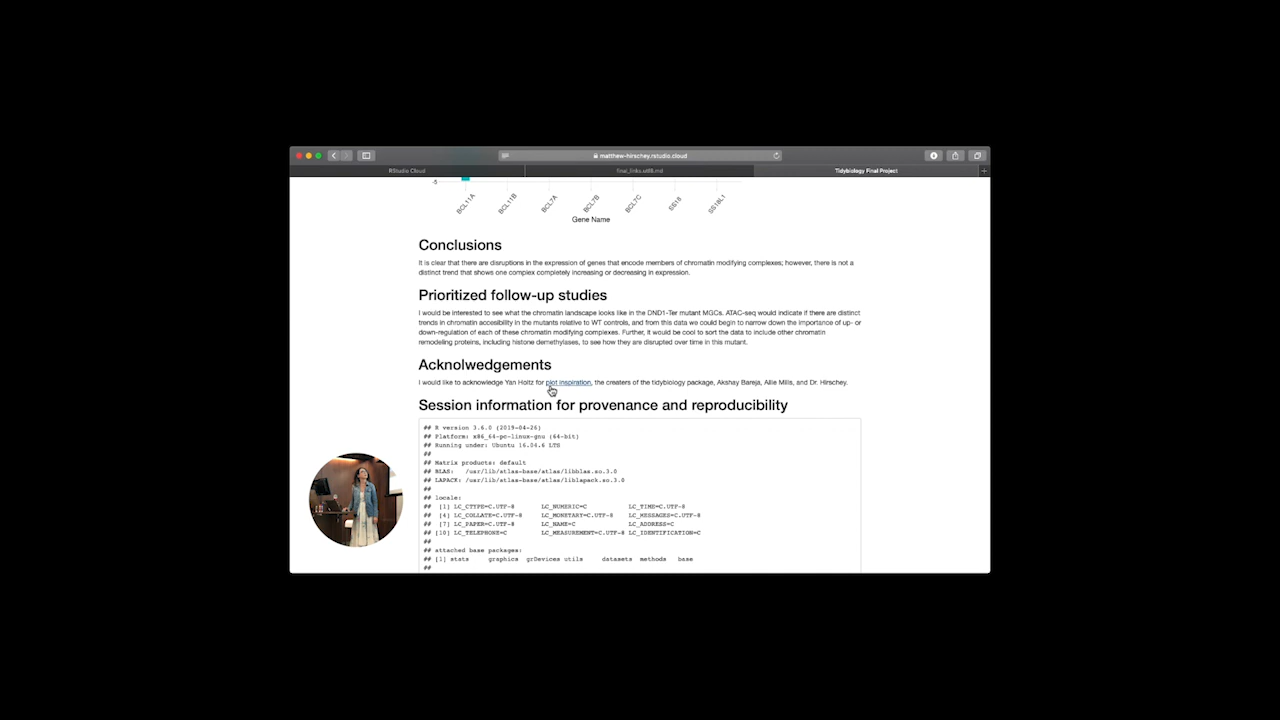 matthew-hirschey.rstudio.cloud
RStudio Cloud
final_links.utf8.md
Tidybiology Final Project
-5
BCL11A
BCL11B
BCL7A
BCL7B
BCL7C
SS18
SS18L1
Gene Name
Conclusions
It is clear that there are disruptions in the expression of genes that encode members of chromatin modifying complexes; however, there is not a
distinct trend that shows one complex completely increasing or decreasing in expression.
Prioritized follow-up studies
I would be interested to see what the chromatin landscape looks like in the DND1-Ter mutant MGCs. ATAC-seq would indicate if there are distinct
trends in chromatin accesibility in the mutants relative to WT controls, and from this data we could begin to narrow down the importance of up- or
down-regulation of each of these chromatin modifying complexes. Further, it would be cool to sort the data to include other chromatin
remodeling proteins, including histone demethylases, to see how they are disrupted over time in this mutant.
Acknolwedgements
I would like to acknowledge Yan Holtz for plot inspiration, the creators of the tidybiology package, Akshay Bareja, Allie Mills, and Dr. Hirschey.
Session information for provenance and reproducibility
## R version 3.6.0 (2019-04-26)
## Platform: x86_64-pc-linux-gnu (64-bit)
## Running under: Ubuntu 16.04.6 LTS
##
## Matrix products: default
## BLAS: /usr/lib/atlas-base/atlas/libblas.so.3.0
## LAPACK: /usr/lib/atlas-base/atlas/liblapack.so.3.0
##
## locale:
## [1] LC_CTYPE=C.UTF-8 LC_NUMERIC=C LC_TIME=C.UTF-8
## [4] LC_COLLATE=C.UTF-8 LC_MONETARY=C.UTF-8 LC_MESSAGES=C.UTF-8
## [7] LC_PAPER=C.UTF-8 LC_NAME=C LC_ADDRESS=C
## [10] LC_TELEPHONE=C LC_MEASUREMENT=C.UTF-8 LC_IDENTIFICATION=C
##
## attached base packages:
## [1] stats graphics grDevices utils datasets methods base
##